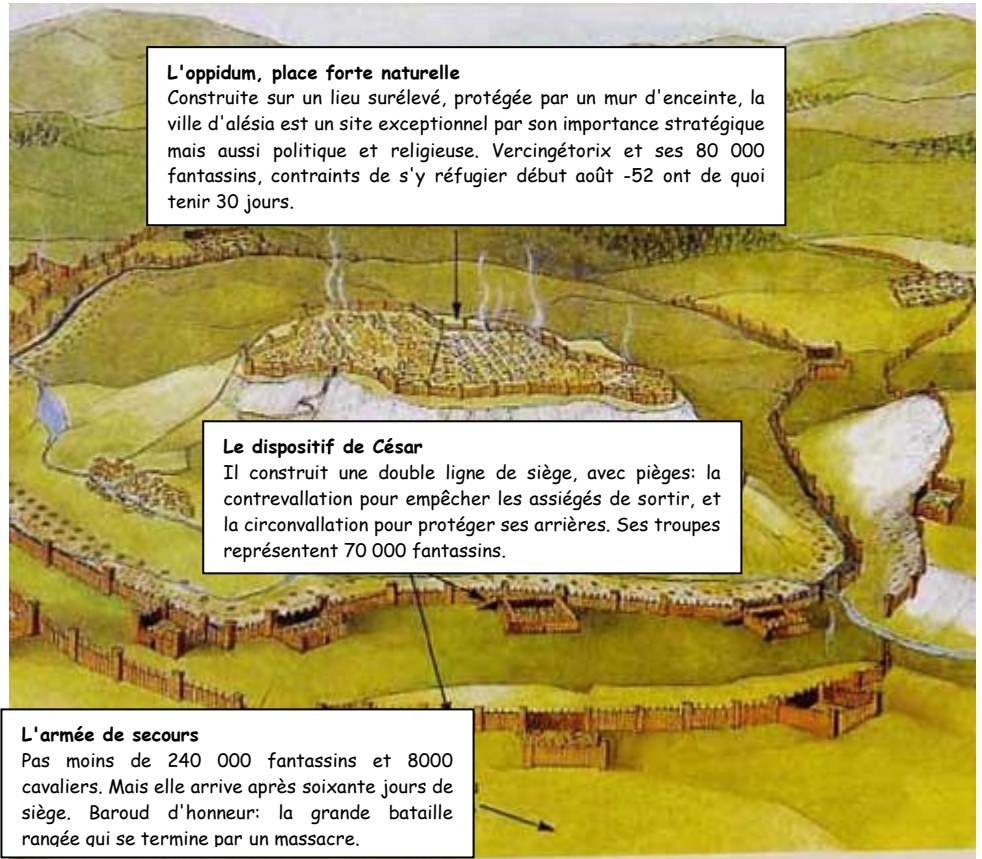 L'oppidum, place forte naturelle
Construite sur un lieu surélevé, protégée par un mur d'enceinte, la
ville d'alésia est un site exceptionnel par son importance stratégique
mais aussi politique et religieuse. Vercingétorix et ses 80 000
fantassins, contraints de s'y réfugier début août -52 ont de quoi
tenir 30 jours.
Le dispositif de César
Il construit une double ligne de siège, avec pièges: la
contrevallation pour empêcher les assiégés de sortir, et
la circonvallation pour protéger ses arrières. Ses troupes
représentent 70 000 fantassins.
L'armée de secours
Pas moins de 240 000 fantassins et 8000
cavaliers. Mais elle arrive après soixante jours de
siège. Baroud d'honneur: la grande bataille
rangée qui se termine par un massacre.